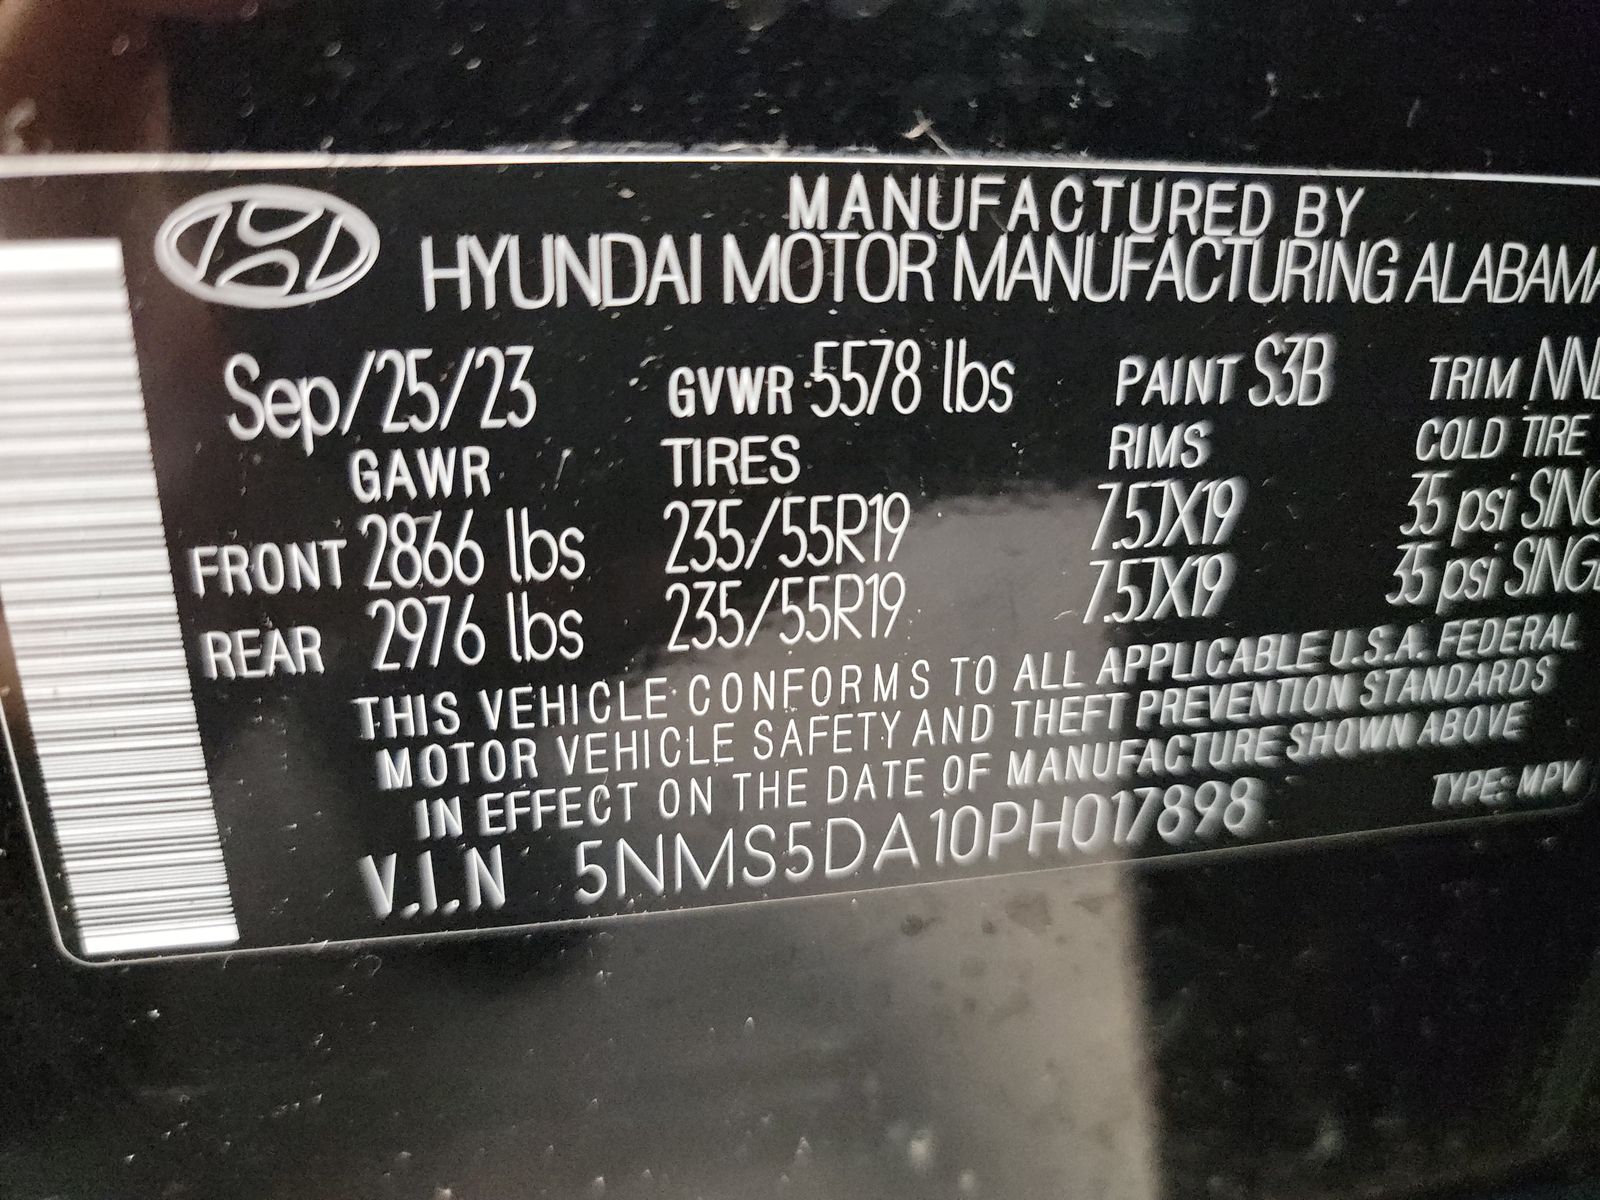 MANUFACTURED BY
HYUNDAI MOTOR MANUFACTURING ALABAMA
Sep/25/23 GVWR 5578 lbs PAINT S3B TRIM
GAWR TIRES RIMS COLD TIRE
FRONT 2866 lbs 235/55R19 7.5JX19 35 psi
REAR 2976 lbs 235/55R19 7.5JX19 35 psi
THIS VEHICLE CONFORMS TO ALL APPLICABLE U.S.A. FEDERAL
MOTOR VEHICLE SAFETY AND THEFT PREVENTION STANDARDS
IN EFFECT ON THE DATE OF MANUFACTURE SHOWN ABOVE
V.I.N 5NMS5DA10PH017898 TYPE: MPV